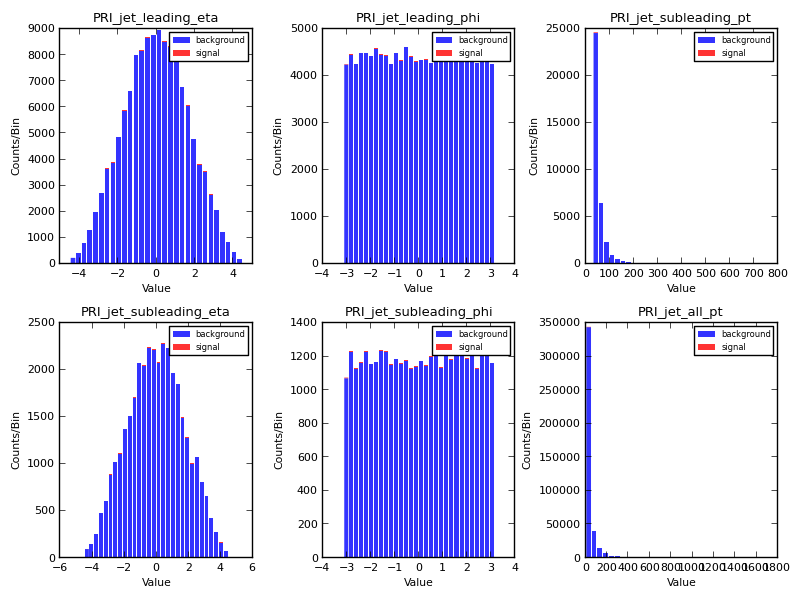 PRI_jet_leading_eta
9000
8000
7000
6000
5000
4000
3000
2000
1000
0
Counts/Bin
−4 −2 0 2 4
Value
background
signal
PRI_jet_leading_phi
5000
4000
3000
2000
1000
0
Counts/Bin
−4 −3 −2 −1 0 1 2 3 4
Value
background
signal
PRI_jet_subleading_pt
25000
20000
15000
10000
5000
0
Counts/Bin
0 100 200 300 400 500 600 700 800
Value
background
signal
PRI_jet_subleading_eta
2500
2000
1500
1000
500
0
Counts/Bin
−6 −4 −2 0 2 4 6
Value
background
signal
PRI_jet_subleading_phi
1400
1200
1000
800
600
400
200
0
Counts/Bin
−4 −3 −2 −1 0 1 2 3 4
Value
background
signal
PRI_jet_all_pt
350000
300000
250000
200000
150000
100000
50000
0
Counts/Bin
0 200 400 600 800 1000 1200 1400 1600 1800
Value
background
signal